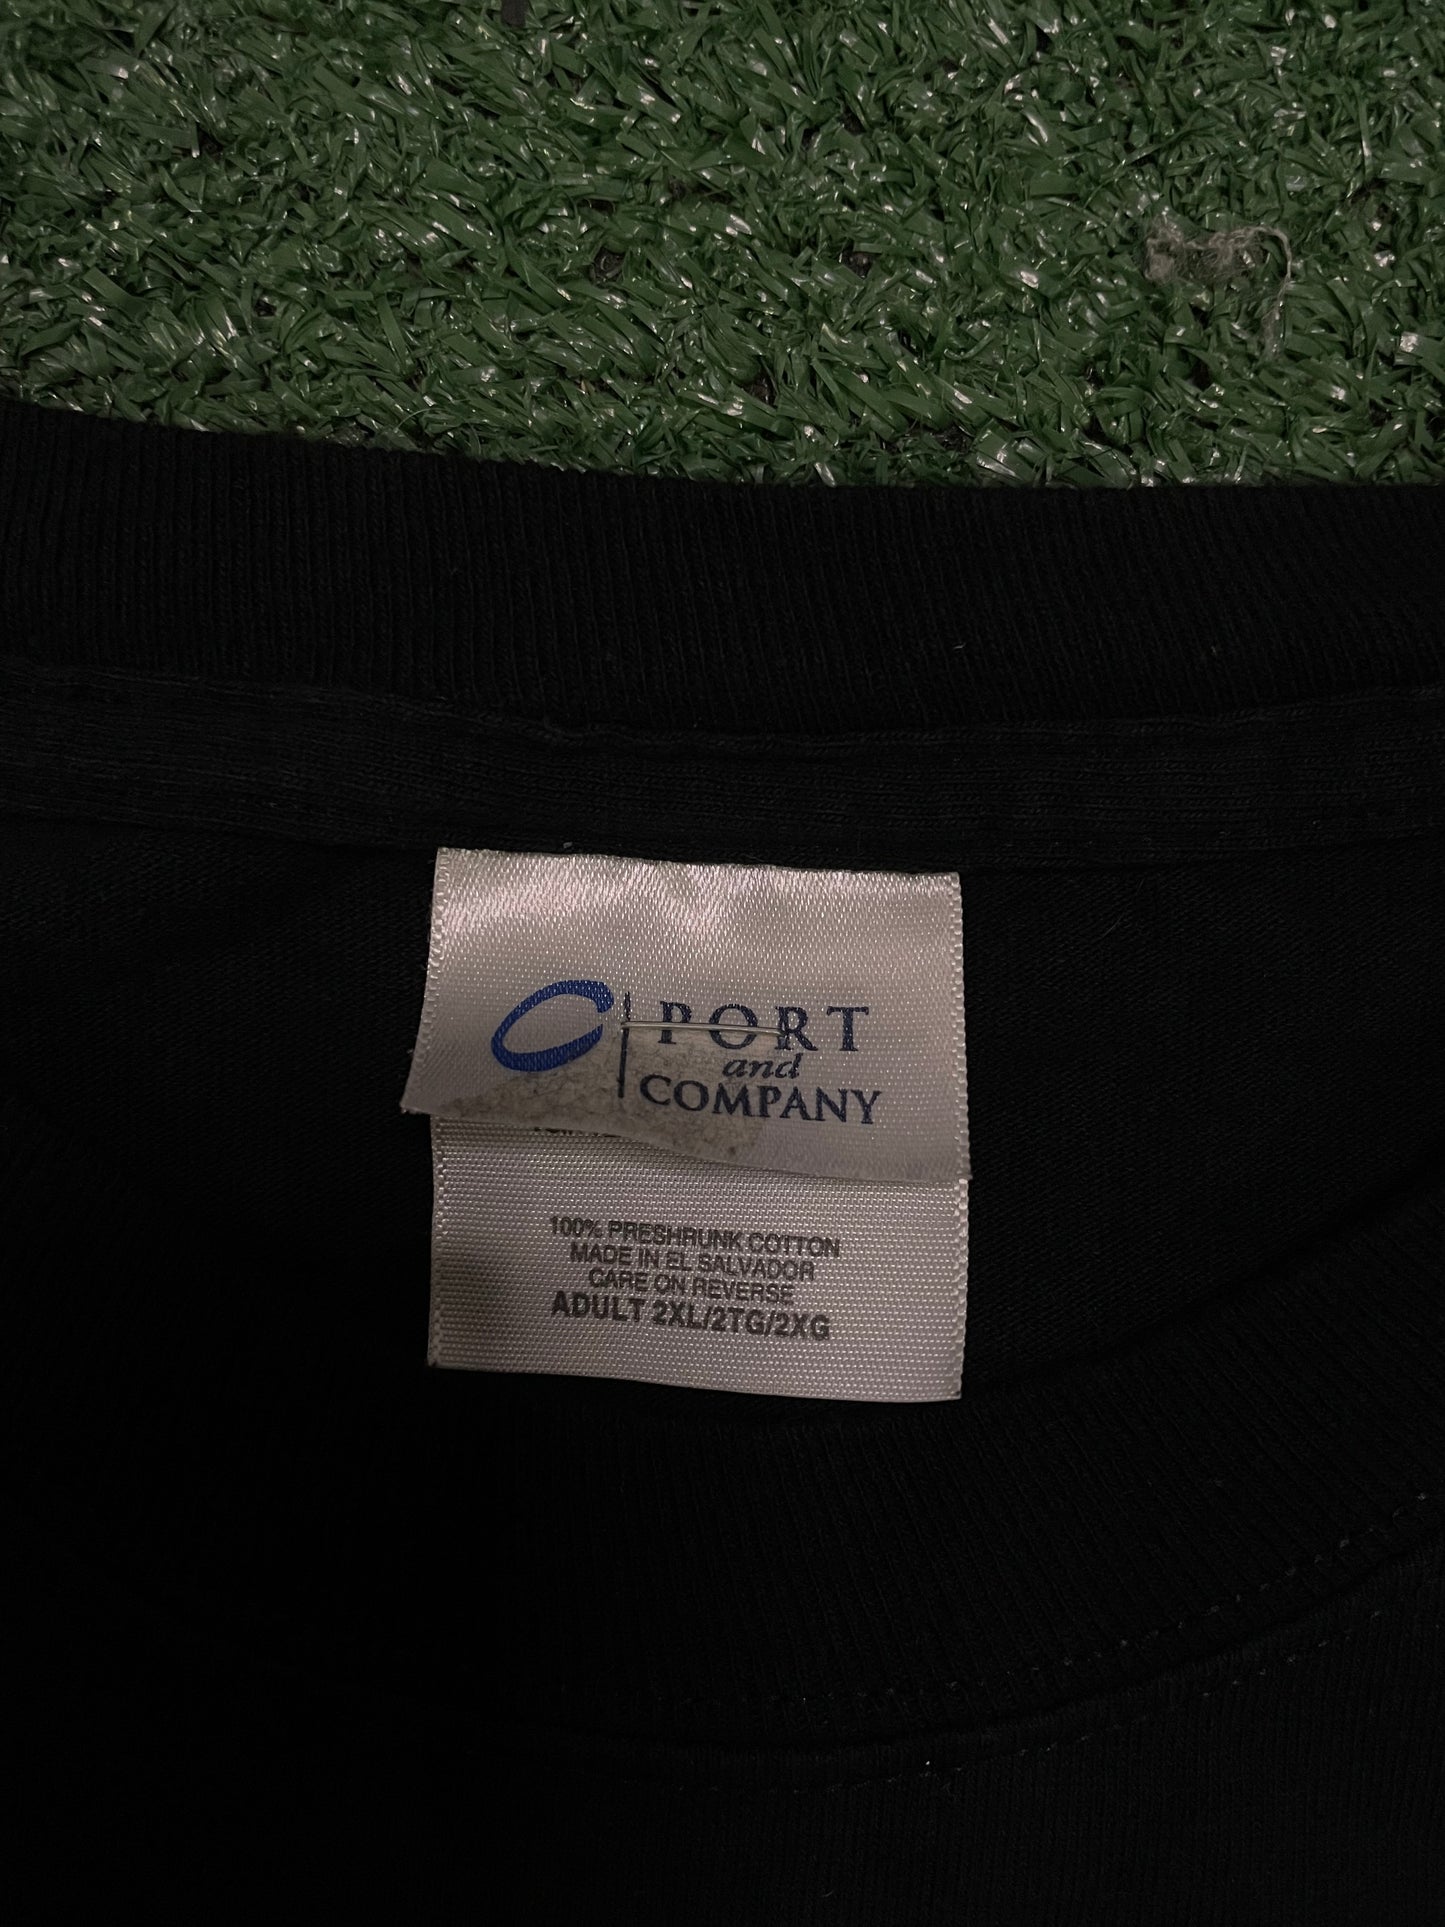 PORT
and
COMPANY
100% PRESHRUNK COTTON
MADE IN EL SALVADOR
CARE ON REVERSE
ADULT 2XL/2TG/2XG